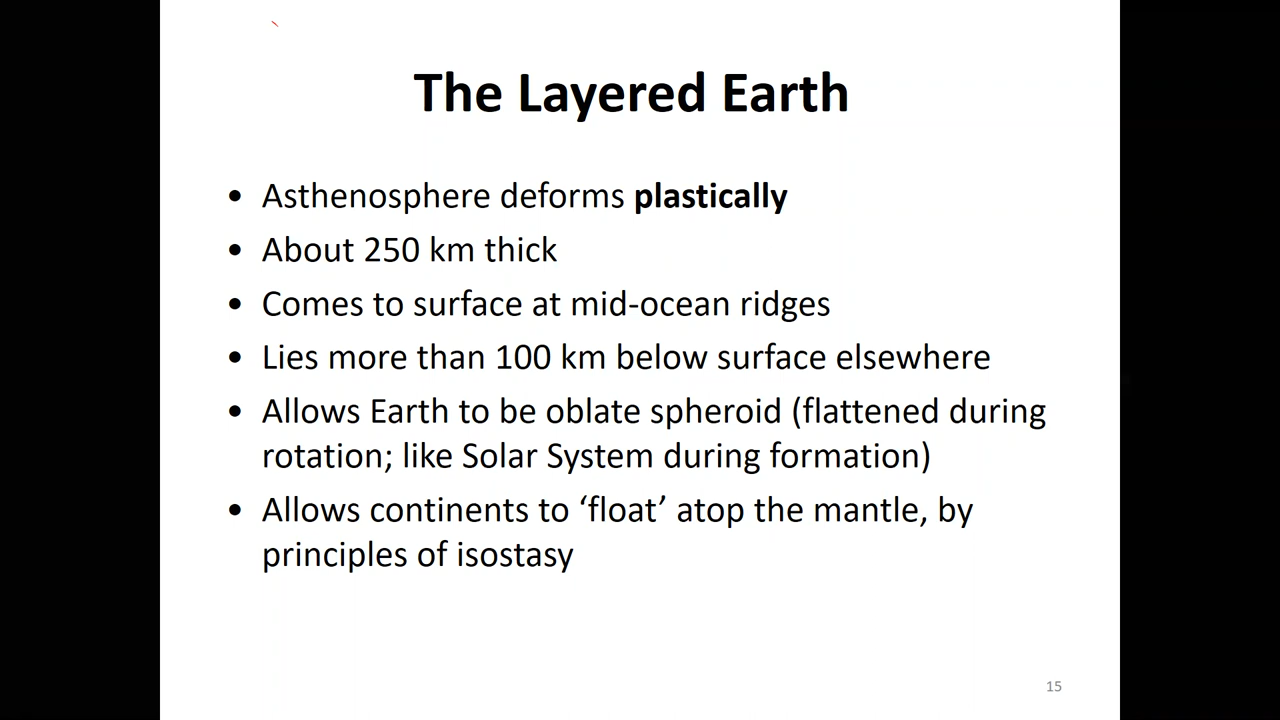 The Layered Earth
• Asthenosphere deforms plastically
• About 250 km thick
• Comes to surface at mid-ocean ridges
• Lies more than 100 km below surface elsewhere
• Allows Earth to be oblate spheroid (flattened during
rotation; like Solar System during formation)
• Allows continents to ‘float’ atop the mantle, by
principles of isostasy
15